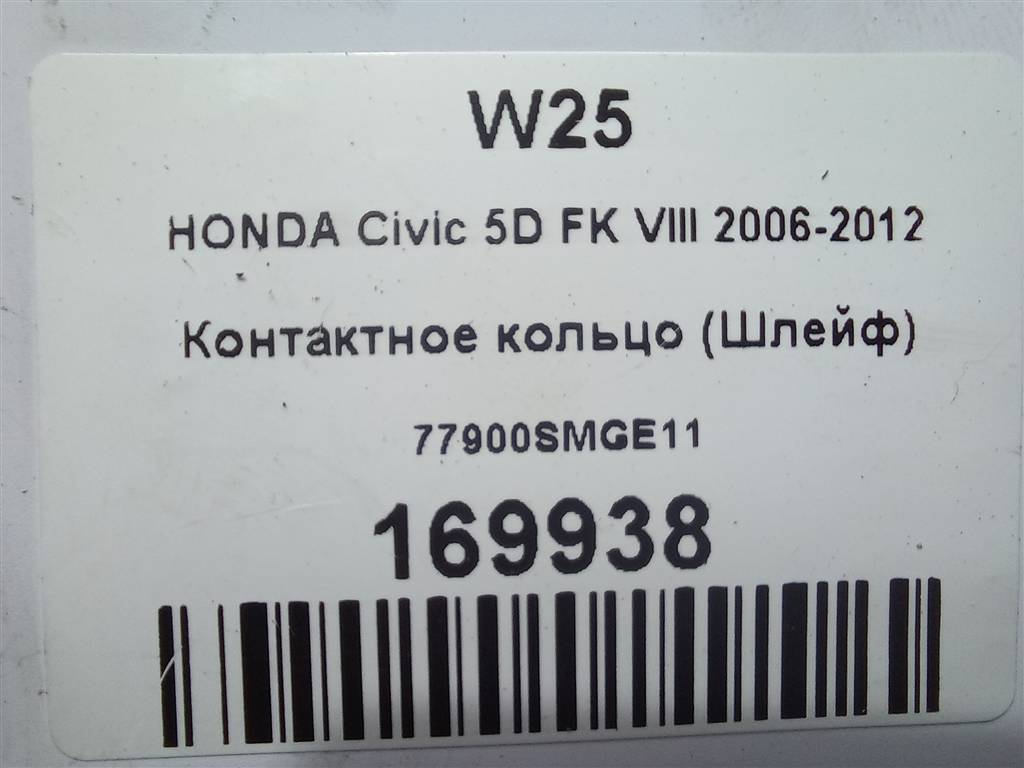 W25
HONDA Civic 5D FK VIII 2006-2012
Контактное кольцо (Шлейф)
77900SMGE11
169938